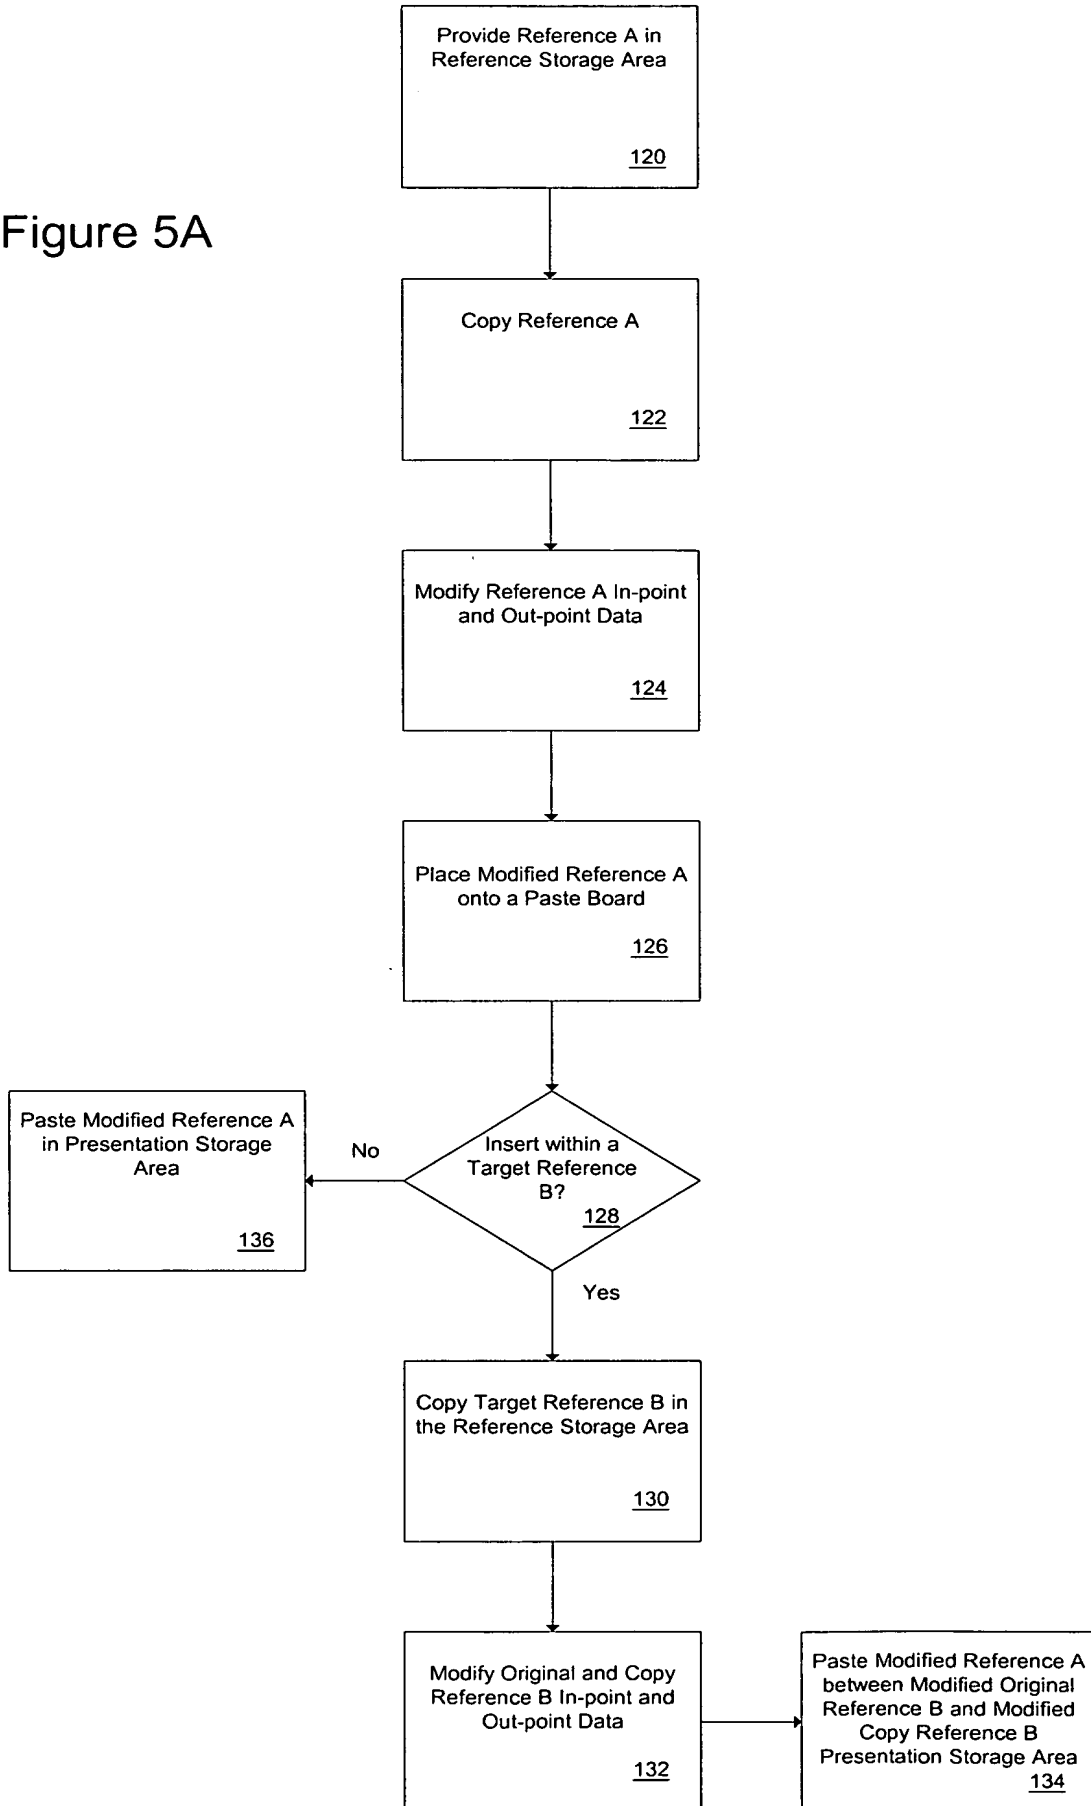 Provide Reference A in
Reference Storage Area
120
Figure 5A
Copy Reference A
122
Modify Reference A In-point
and Out-point Data
124
Place Modified Reference A
onto a Paste Board
126
Insert within a
Target Reference
B?
128
No
Paste Modified Reference A
in Presentation Storage
Area
136
Yes
Copy Target Reference B in
the Reference Storage Area
130
Modify Original and Copy
Reference B In-point and
Out-point Data
132
Paste Modified Reference A
between Modified Original
Reference B and Modified
Copy Reference B
Presentation Storage Area
134